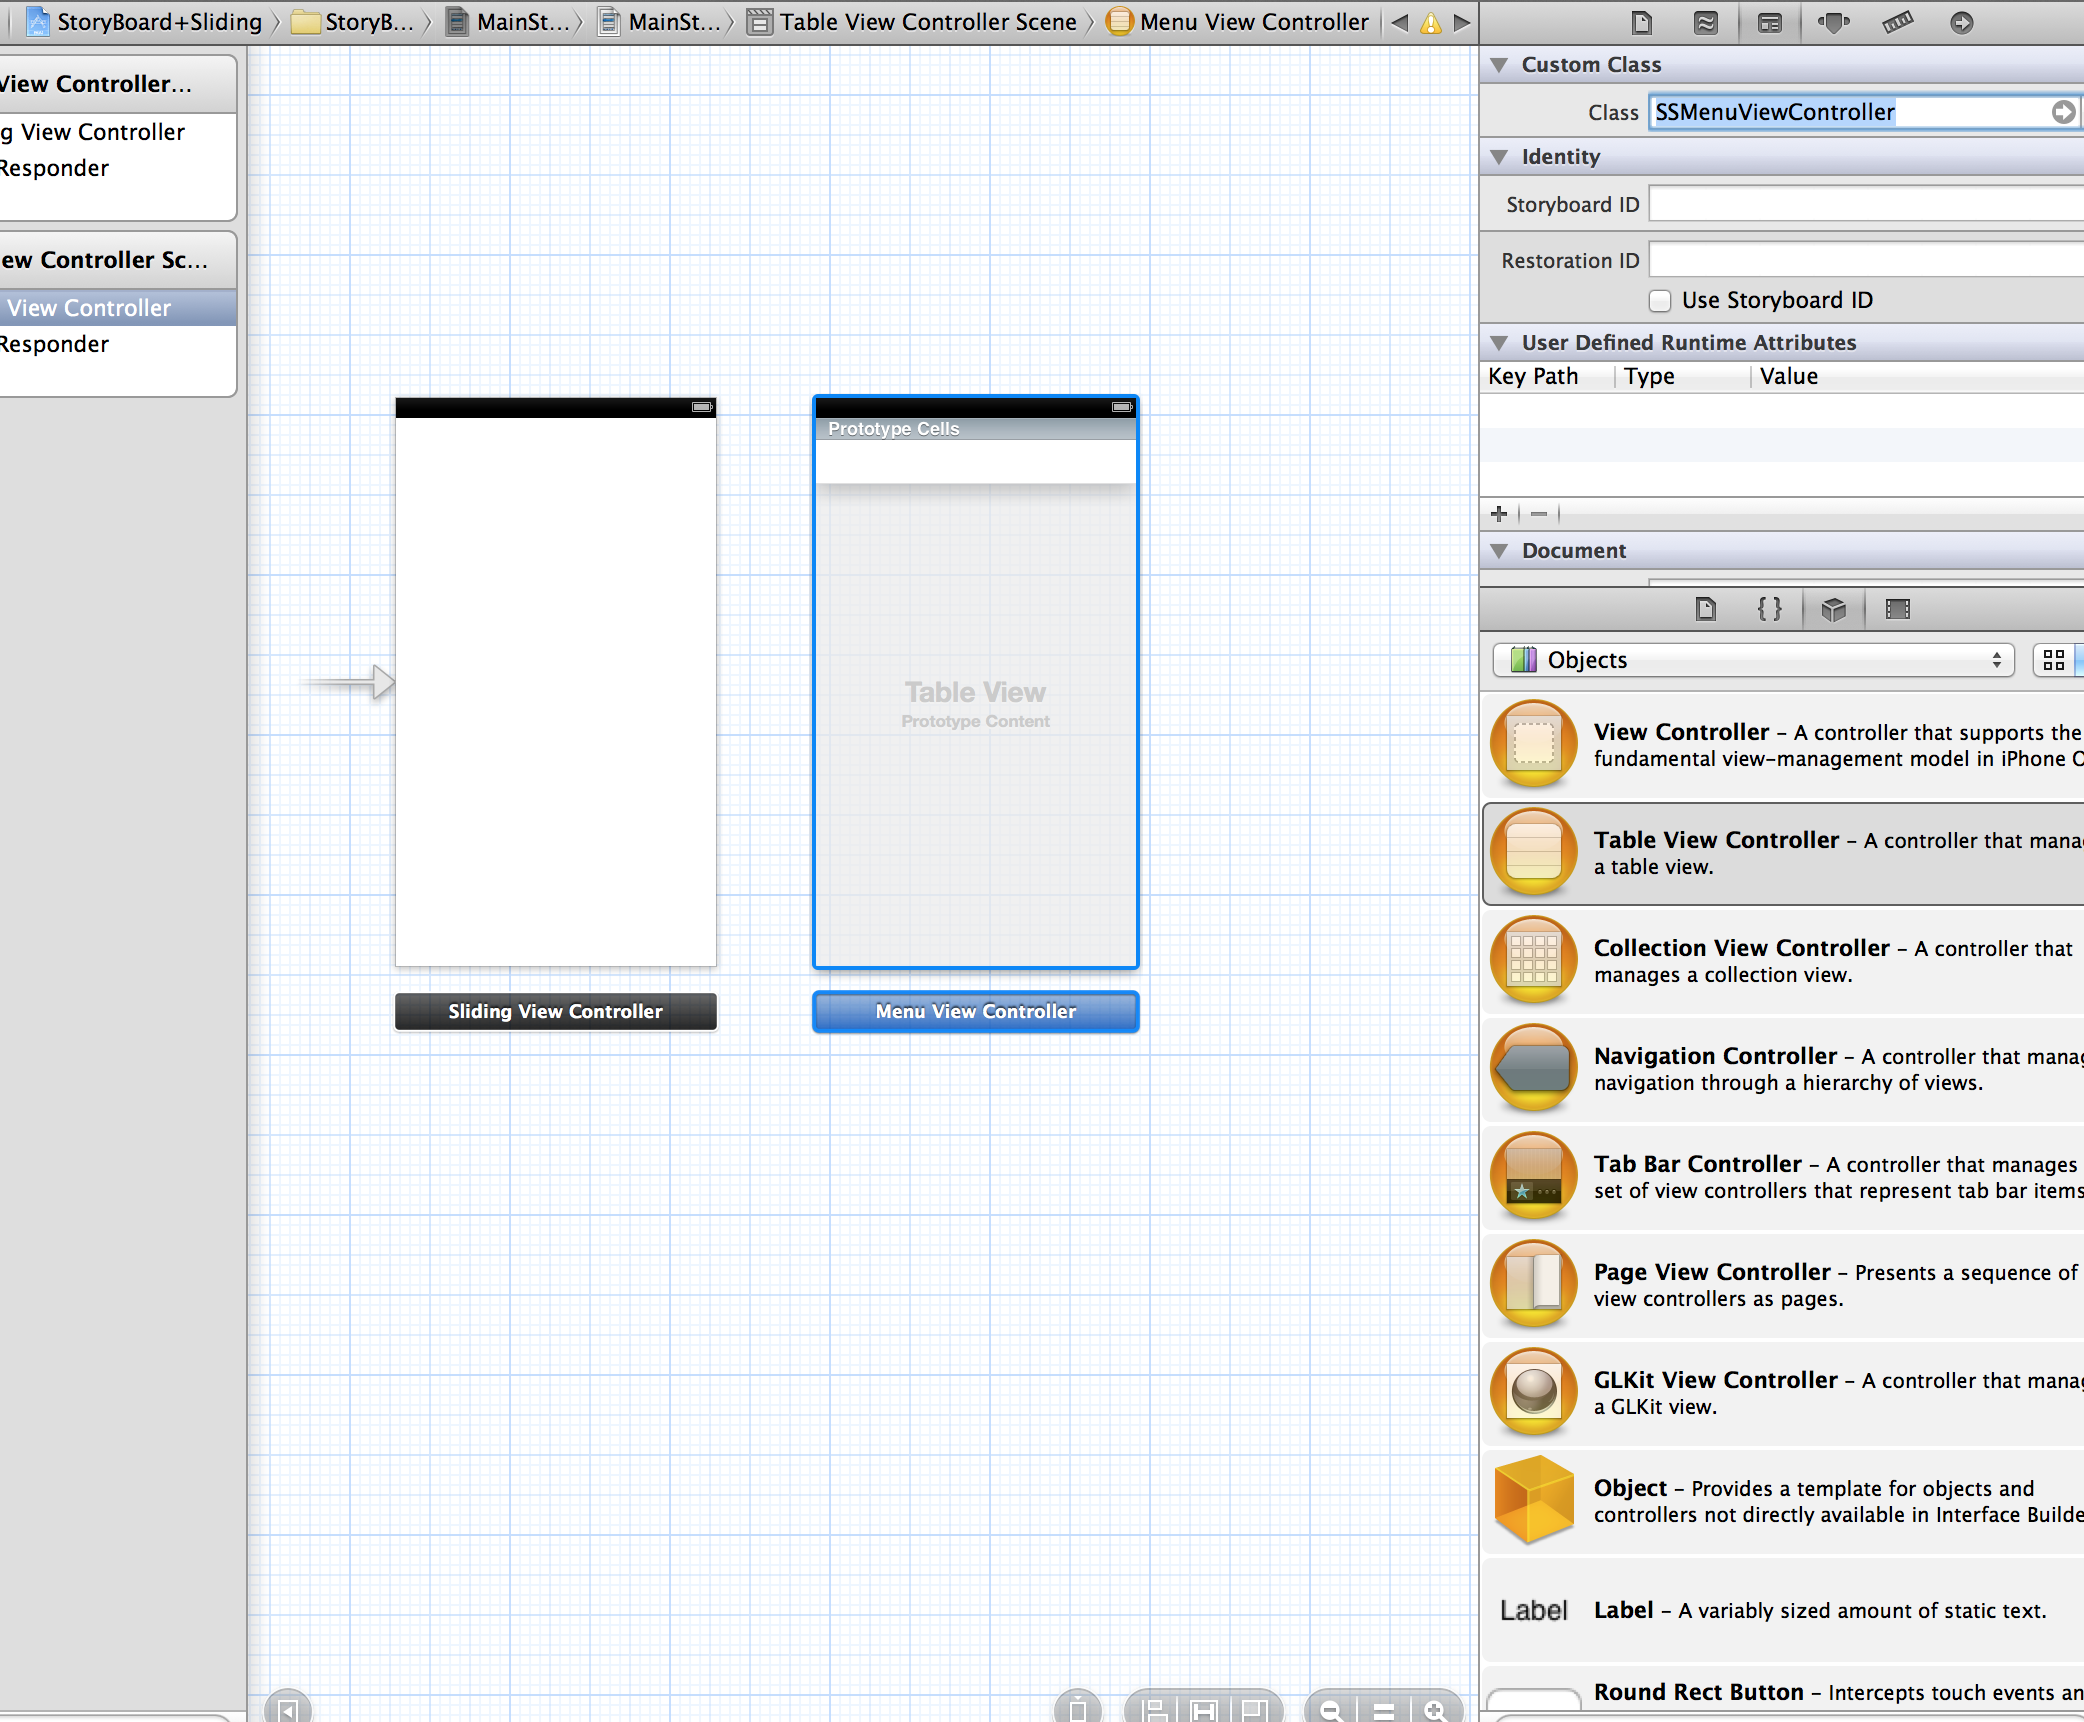 StoryBoard+Sliding StoryB... MainSt... MainSt... Table View Controller Scene Menu View Controller
View Controller...
g View Controller
Responder
ew Controller Sc...
View Controller
Responder
Prototype Cells
Table View
Prototype Content
Sliding View Controller
Menu View Controller
Custom Class
Class SSMenuViewController
Identity
Storyboard ID
Restoration ID
Use Storyboard ID
User Defined Runtime Attributes
Key Path Type Value
Document
{ }
Objects
View Controller – A controller that supports the
fundamental view-management model in iPhone O
Table View Controller – A controller that mana
a table view.
Collection View Controller – A controller that
manages a collection view.
Navigation Controller – A controller that manag
navigation through a hierarchy of views.
Tab Bar Controller – A controller that manages
set of view controllers that represent tab bar items
Page View Controller – Presents a sequence of
view controllers as pages.
GLKit View Controller – A controller that manag
a GLKit view.
Object – Provides a template for objects and
controllers not directly available in Interface Builde
Label Label – A variably sized amount of static text.
Round Rect Button – Intercepts touch events an